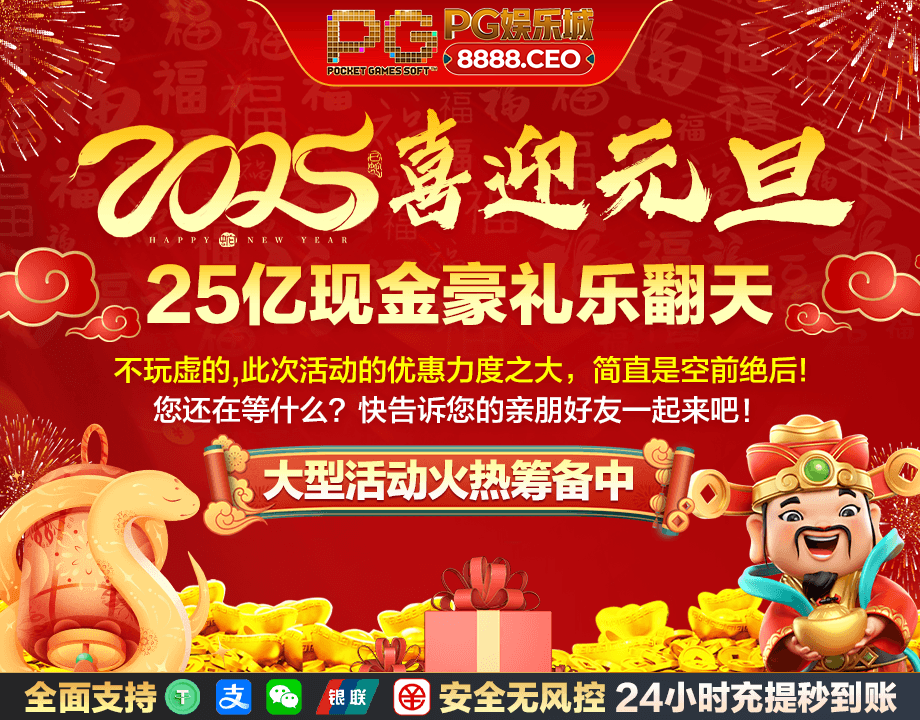 PG娱乐城
POCKET GAMES SOFT™
8888.CEO
2025喜迎元旦
HAPPY NEW YEAR
25亿现金豪礼乐翻天
不玩虚的,此次活动的优惠力度之大，简直是空前绝后!
您还在等什么？快告诉您的亲朋好友一起来吧！
大型活动火热筹备中
全面支持 银联 安全无风控 24小时充提秒到账